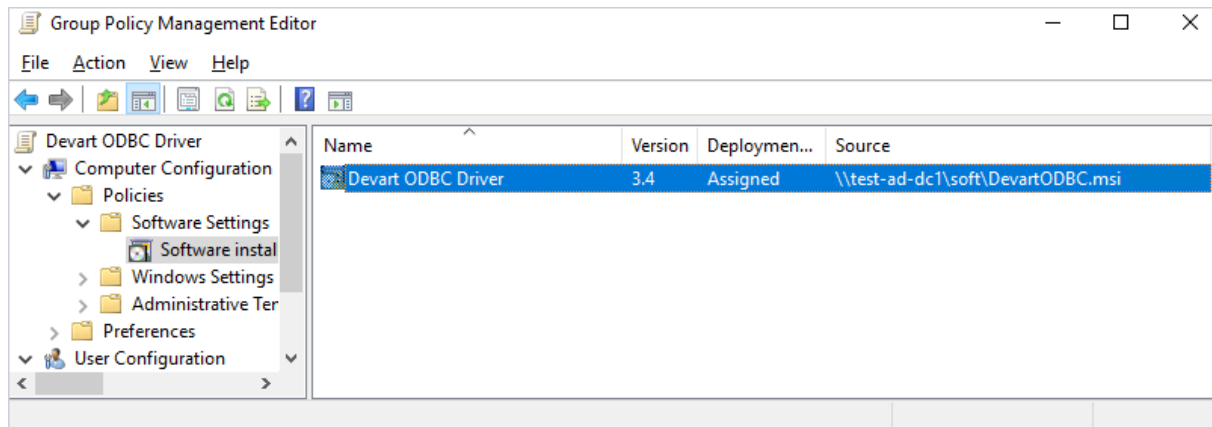 Group Policy Management Editor
File Action View Help
Devart ODBC Driver
Computer Configuration
Policies
Software Settings
Software instal
Windows Settings
Administrative Ter
Preferences
User Configuration
Name Version Deploymen... Source
Devart ODBC Driver 3.4 Assigned \\test-ad-dc1\soft\DevartODBC.msi